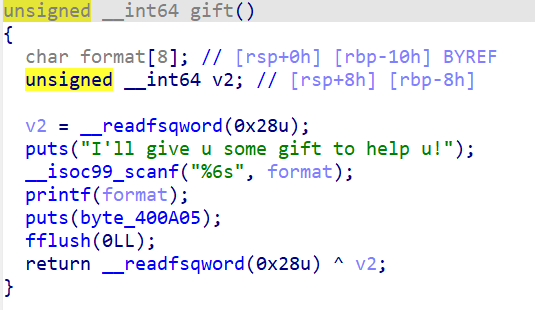 unsigned __int64 gift()
{
  char format[8]; // [rsp+0h] [rbp-10h] BYREF
  unsigned __int64 v2; // [rsp+8h] [rbp-8h]

  v2 = __readfsqword(0x28u);
  puts("I'll give u some gift to help u!");
  __isoc99_scanf("%6s", format);
  printf(format);
  puts(byte_400A05);
  fflush(0LL);
  return __readfsqword(0x28u) ^ v2;
}